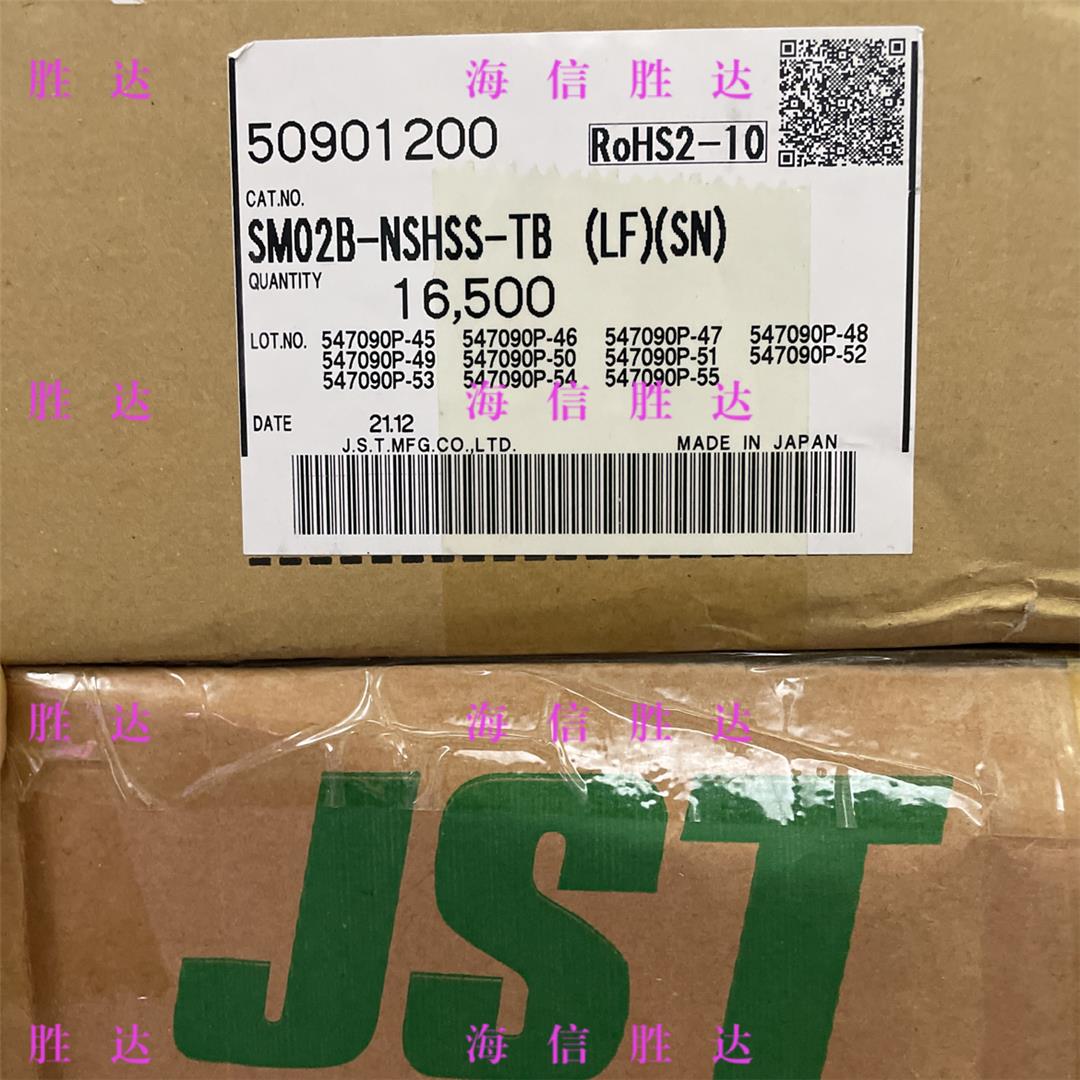 胜达 海信胜达
50901200 RoHS2-10
CAT.NO.
SM02B-NSHSS-TB (LF)(SN)
QUANTITY
16,500
LOT.NO. 547090P-45 547090P-46 547090P-47 547090P-48
547090P-49 547090P-50 547090P-51 547090P-52
547090P-53 547090P-54 547090P-55
胜达 海信胜达
DATE 21.12
J.S.T.MFG.CO.,LTD. MADE IN JAPAN
胜达 海信胜达
JST
胜达 海信胜达